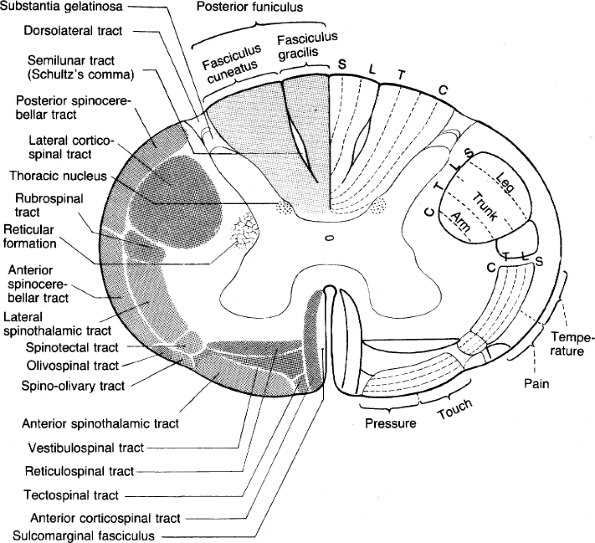 Substantia gelatinosa
Posterior funiculus
Dorsolateral tract
Fasciculus
cuneatus
Fasciculus
gracilis
S L T C
Semilunar tract
(Schultz's comma)
Posterior spinocere-
bellar tract
Lateral cortico-
spinal tract
Thoracic nucleus
Rubrospinal
tract
Reticular
formation
Anterior
spinocere-
bellar tract
Lateral
spinothalamic tract
Spinotectal tract
Olivospinal tract
Spino-olivary tract
Anterior spinothalamic tract
Vestibulospinal tract
Reticulospinal tract
Tectospinal tract
Anterior corticospinal tract
Sulcomarginal fasciculus
C T L S
Leg
Trunk
Arm
C T L S
Tempe-
rature
Pain
Touch
Pressure